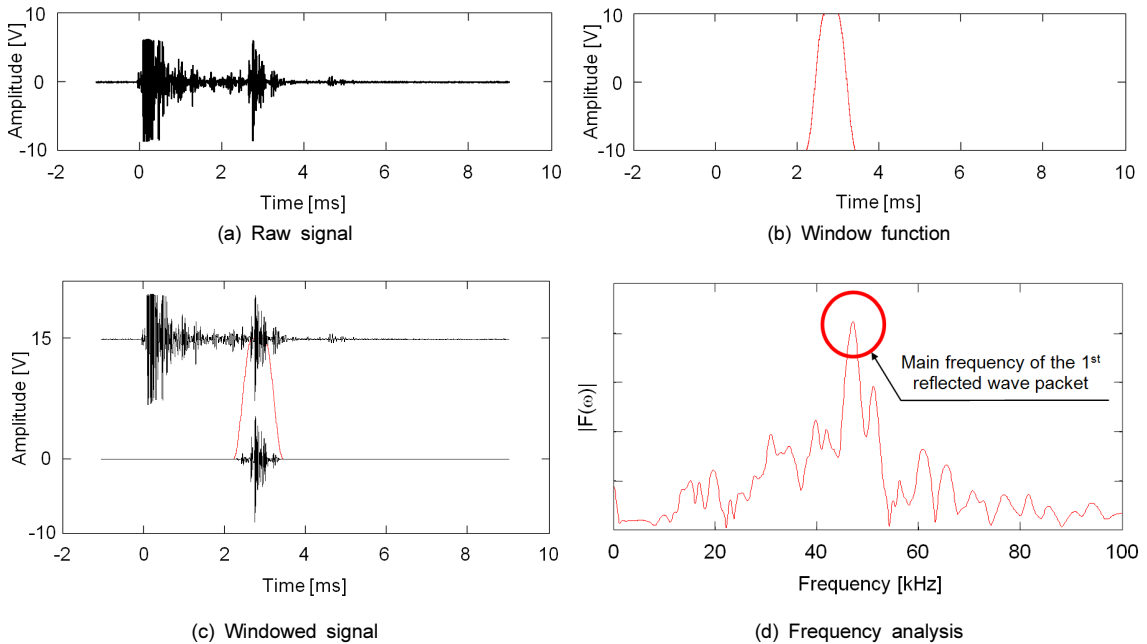 Amplitude [V]
10
0
-10
-2 0 2 4 6 8 10
Time [ms]
(a) Raw signal
Amplitude [V]
10
0
-10
-2 0 2 4 6 8 10
Time [ms]
(b) Window function
Amplitude [V]
15
0
-10
-2 0 2 4 6 8 10
Time [ms]
(c) Windowed signal
|F(ω)|
Main frequency of the 1st
reflected wave packet
0 20 40 60 80 100
Frequency [kHz]
(d) Frequency analysis